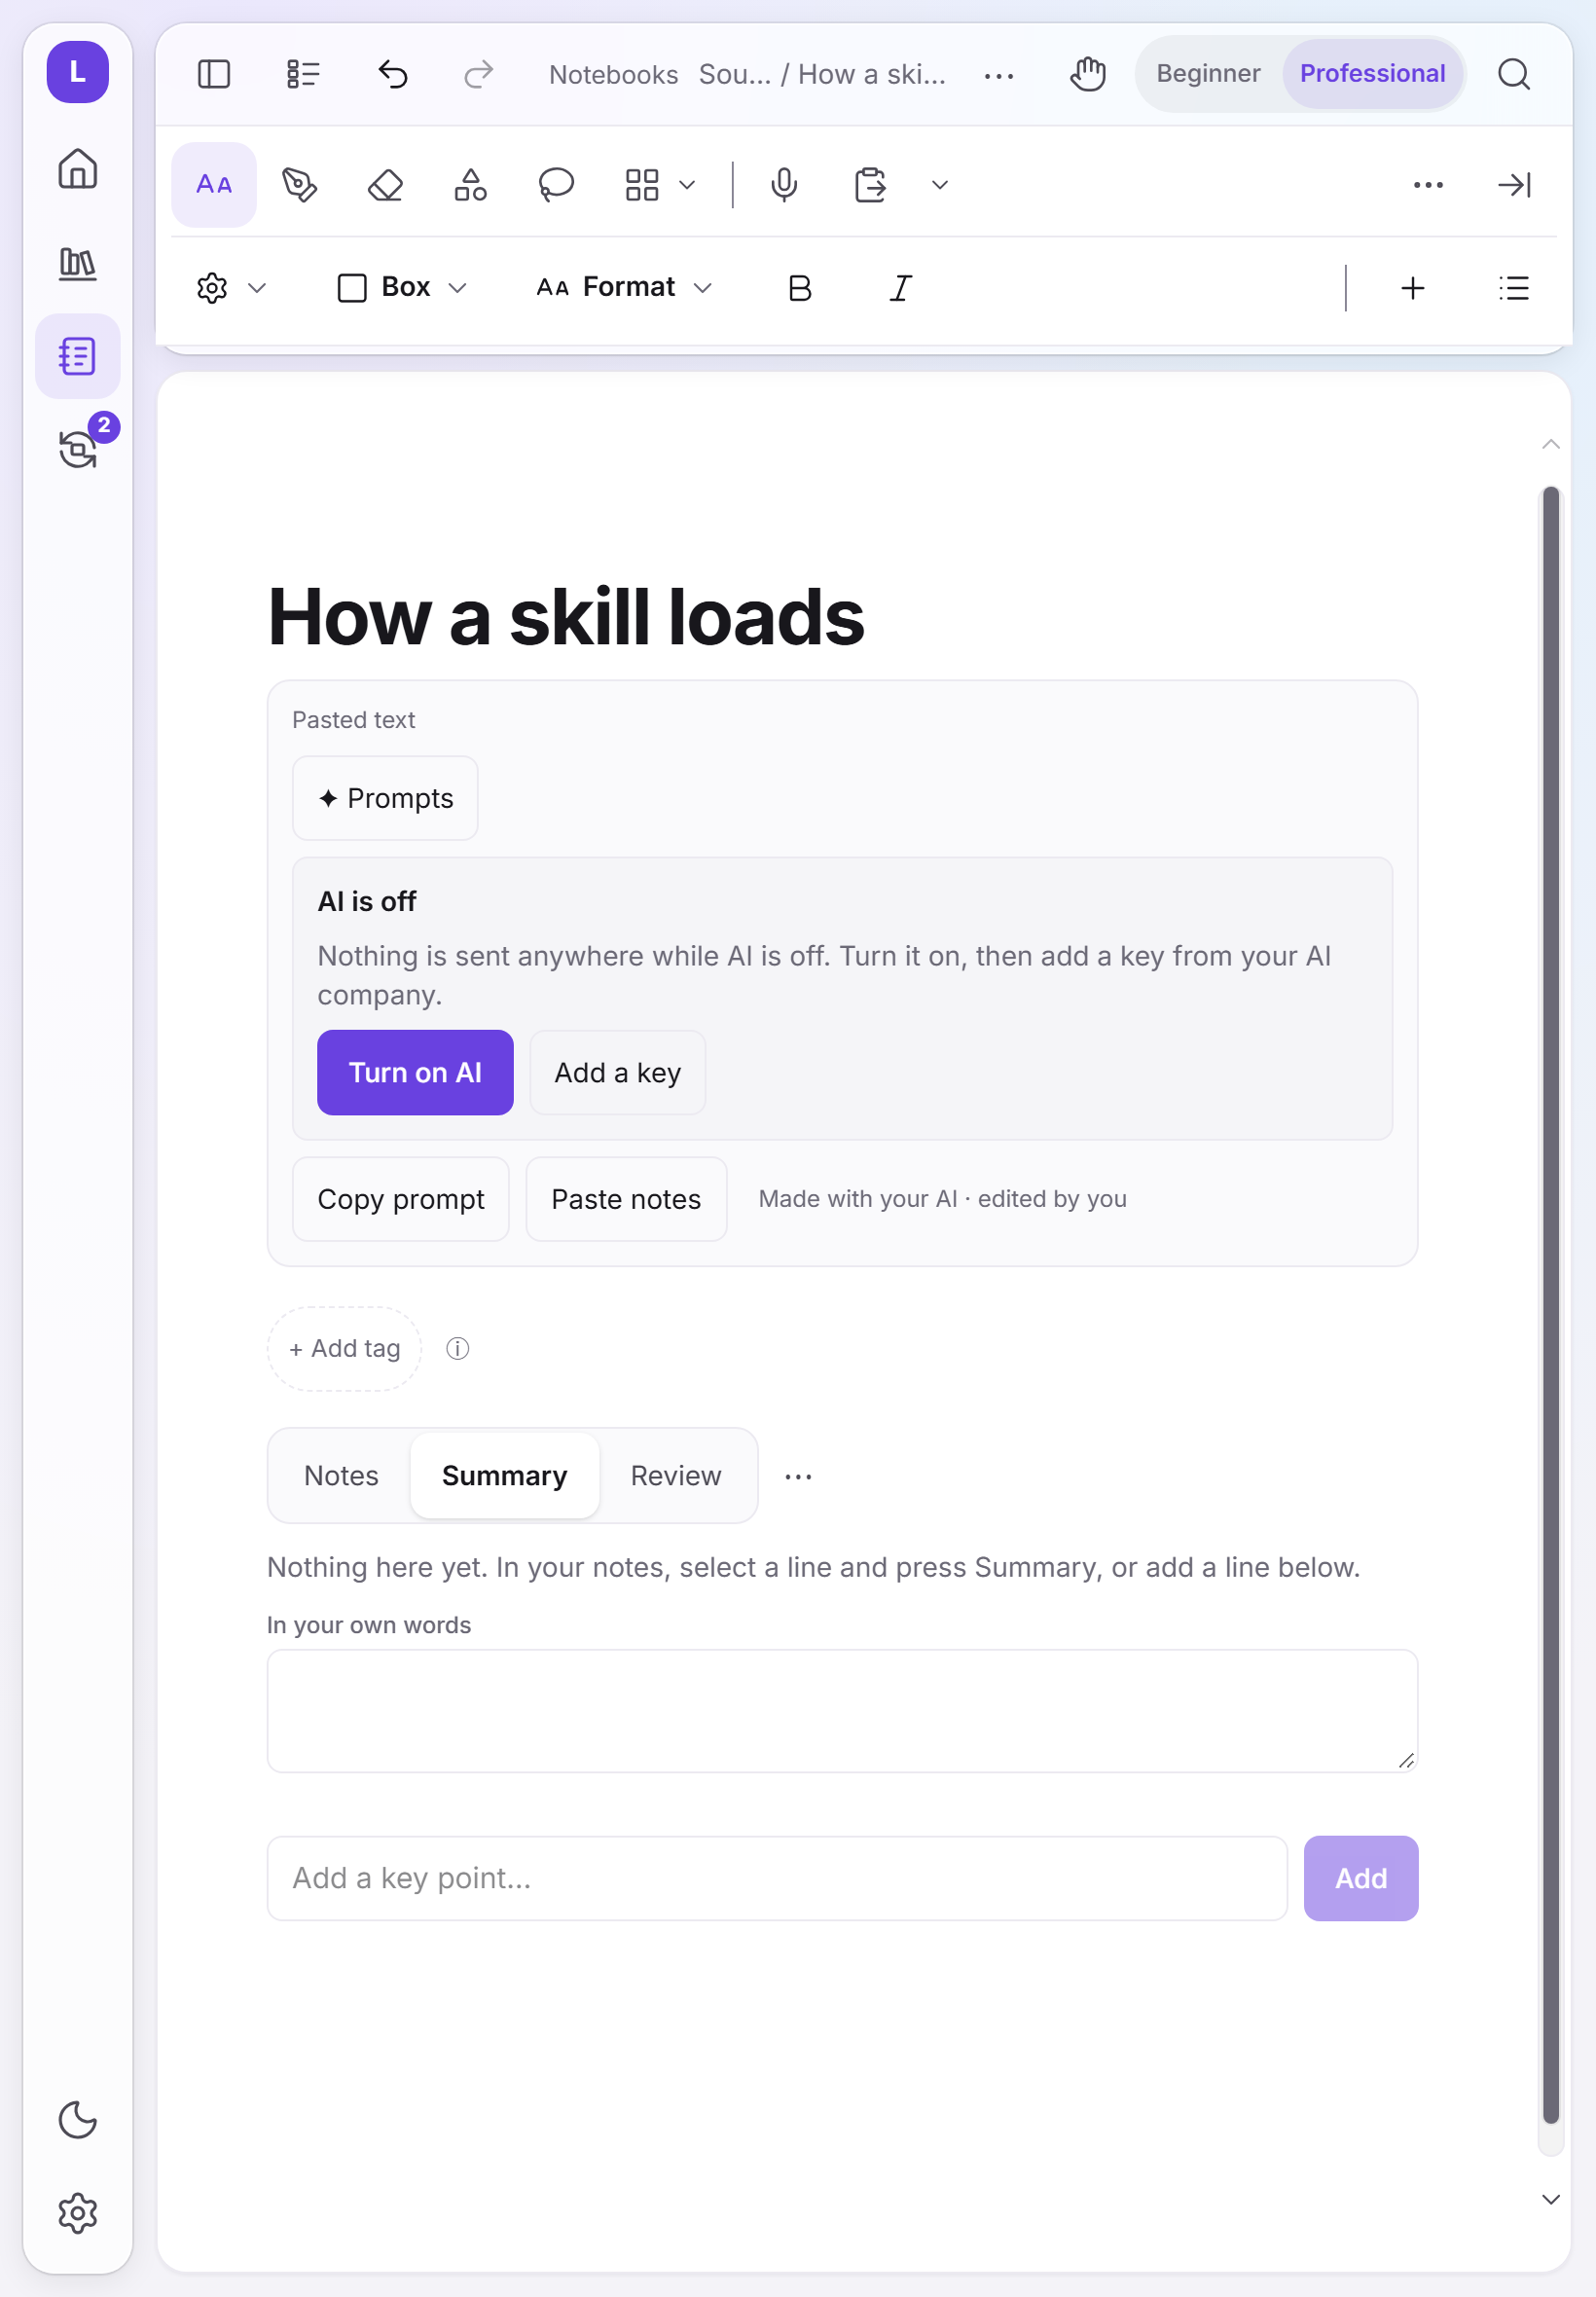 L
Notebooks Sou... / How a ski...
Beginner Professional
Box Format
2
How a skill loads
Pasted text
Prompts
AI is off
Nothing is sent anywhere while AI is off. Turn it on, then add a key from your AI
company.
Turn on AI Add a key
Copy prompt Paste notes Made with your AI · edited by you
+ Add tag
Notes Summary Review
Nothing here yet. In your notes, select a line and press Summary, or add a line below.
In your own words
Add a key point...
Add